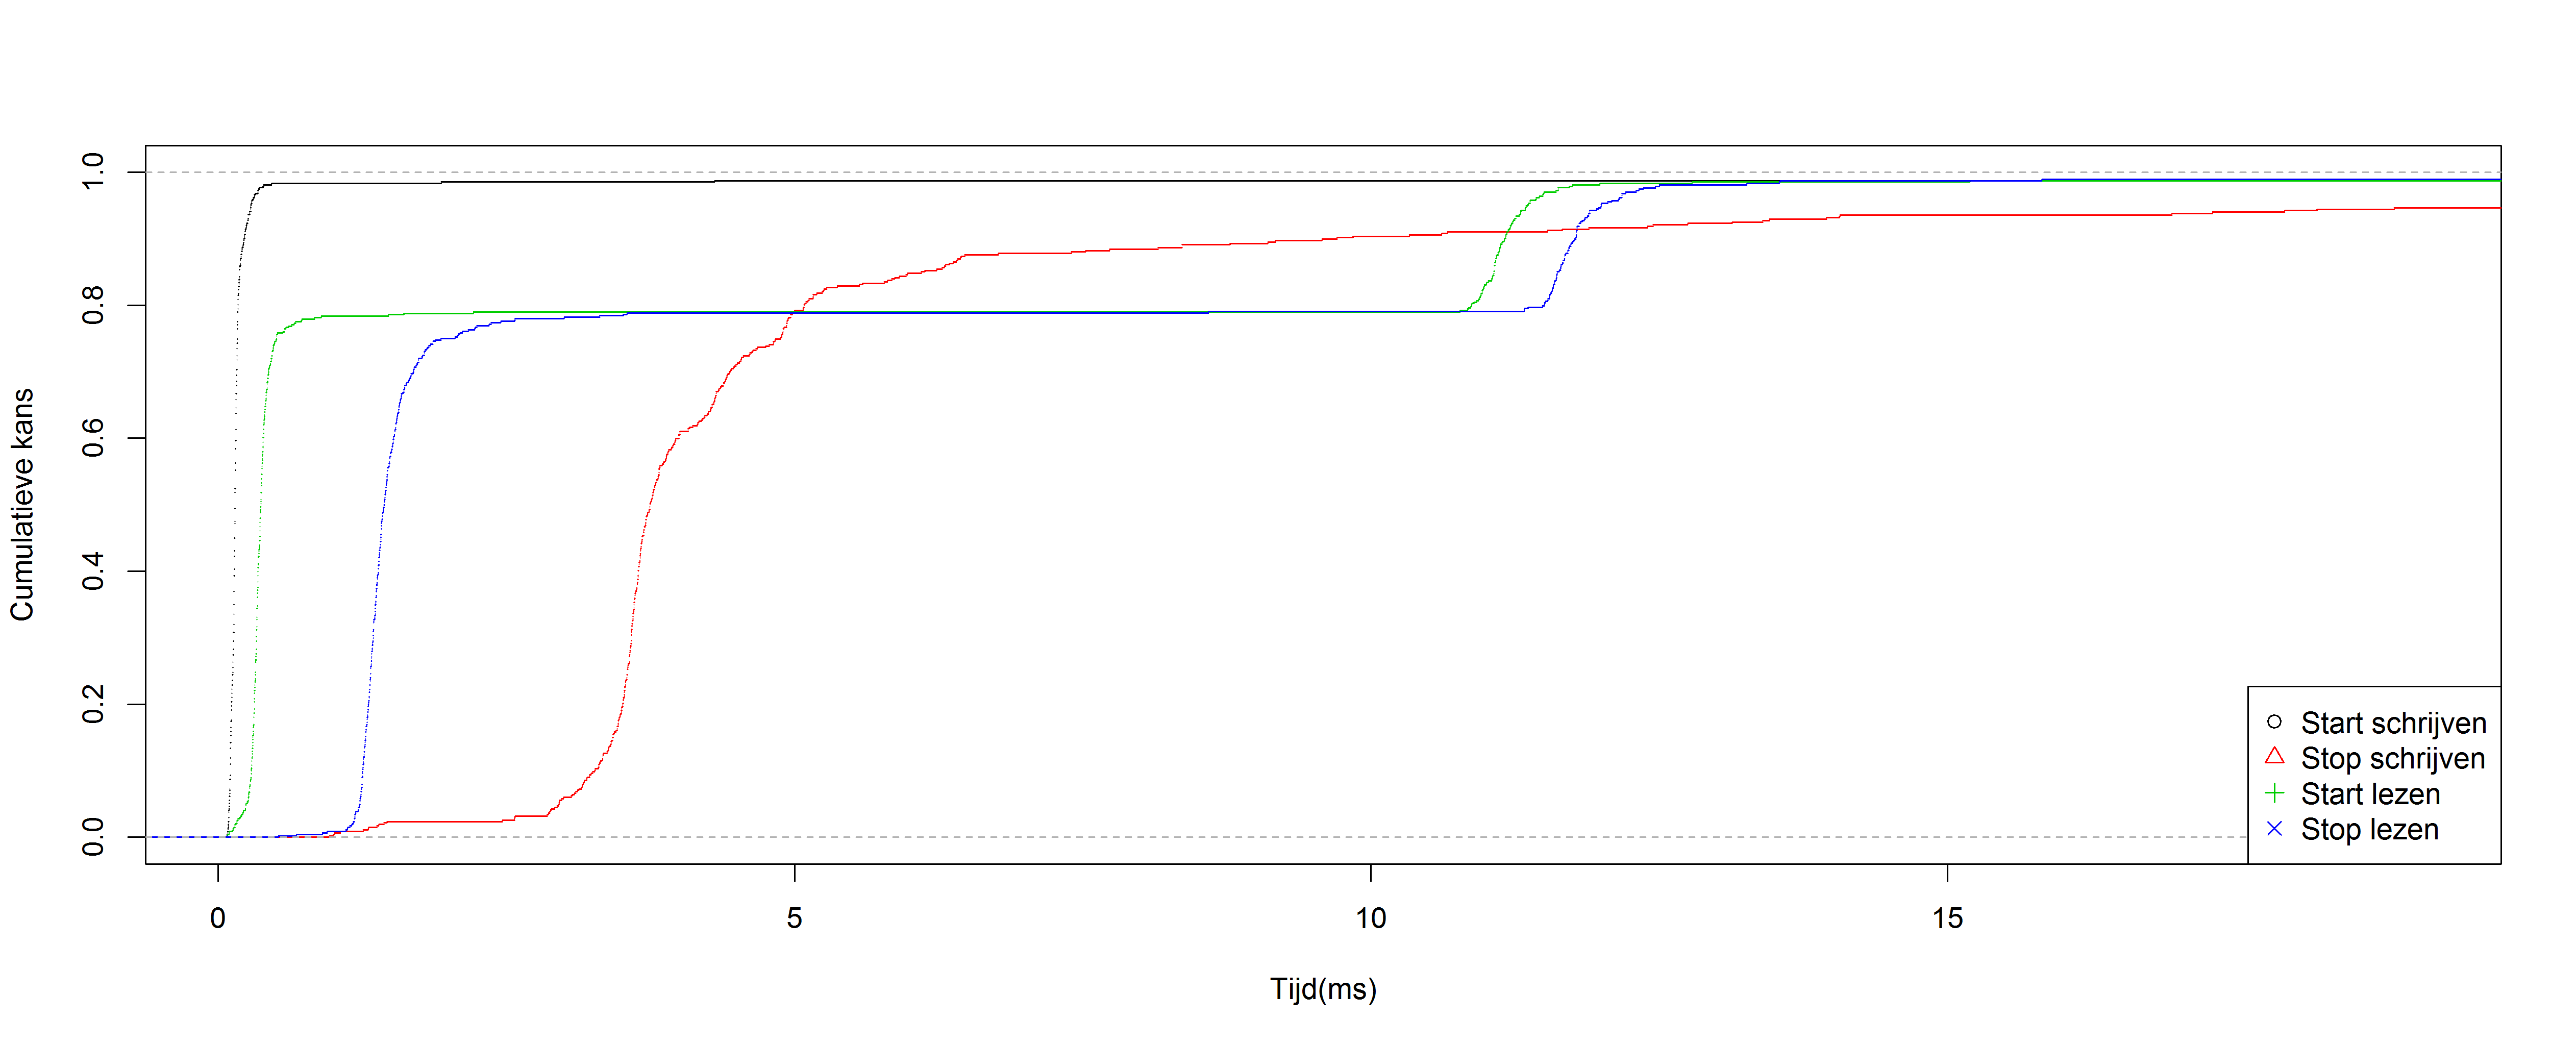 Cumulatieve kans
1.0
0.8
0.6
0.4
0.2
0.0
0 5 10 15
Tijd(ms)
Start schrijven
Stop schrijven
Start lezen
Stop lezen